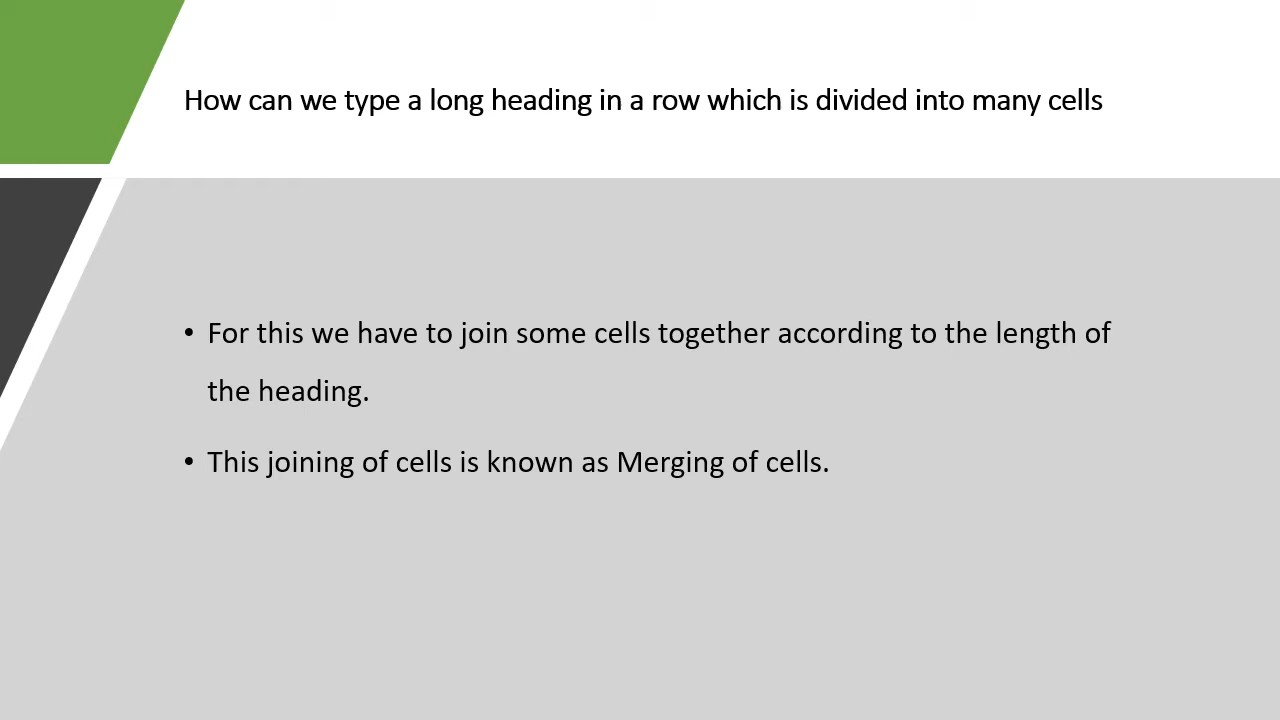 How can we type a long heading in a row which is divided into many cells
• For this we have to join some cells together according to the length of
the heading.
• This joining of cells is known as Merging of cells.